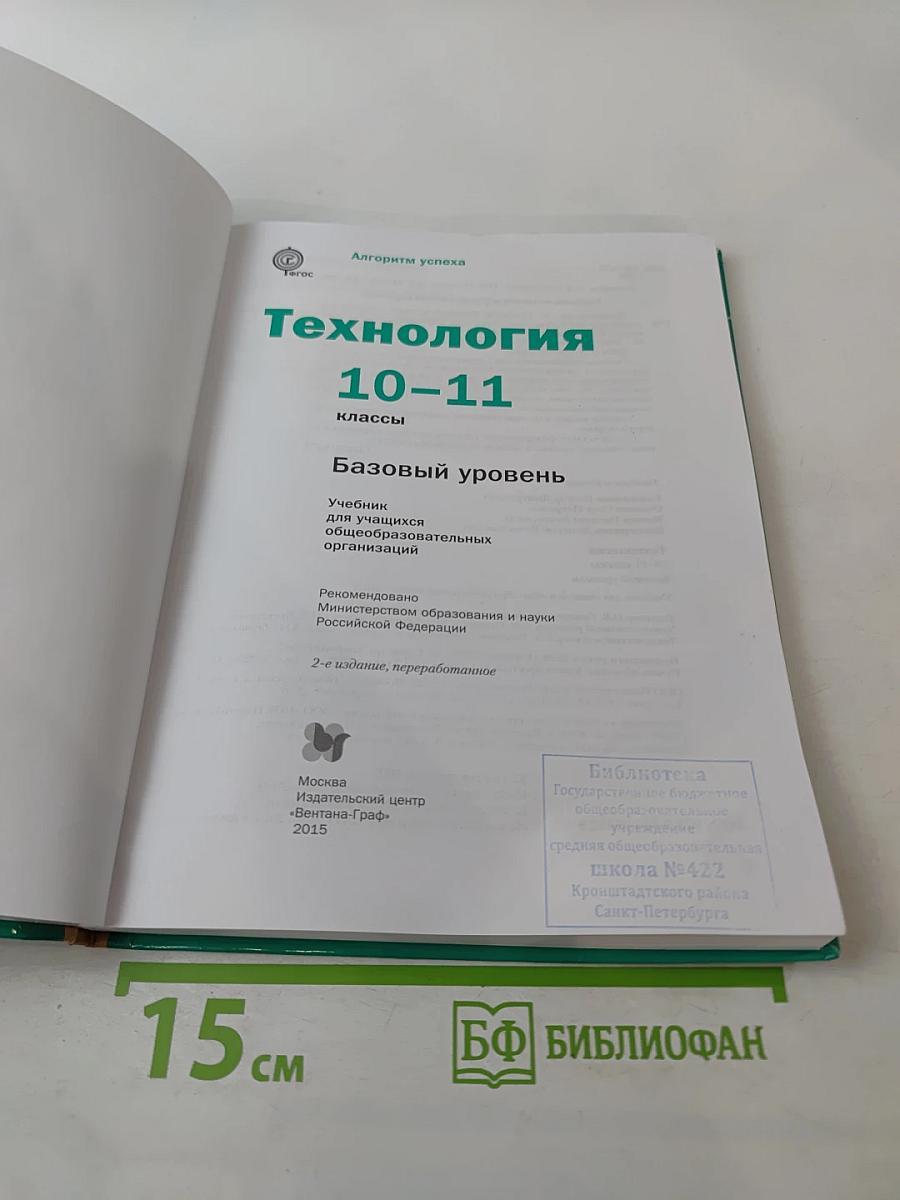 ФГОС
Алгоритм успеха
Технология
10–11
классы
Базовый уровень
Учебник
для учащихся
общеобразовательных
организаций
Рекомендовано
Министерством образования и науки
Российской Федерации
2-е издание, переработанное
Москва
Издательский центр
«Вентана-Граф»
2015
Библиотека
Государственное бюджетное
общеобразовательное
учреждение
средняя общеобразовательная
школа №422
Кронштадтского района
Санкт-Петербурга
15 см
БФ БИБЛИОФАН